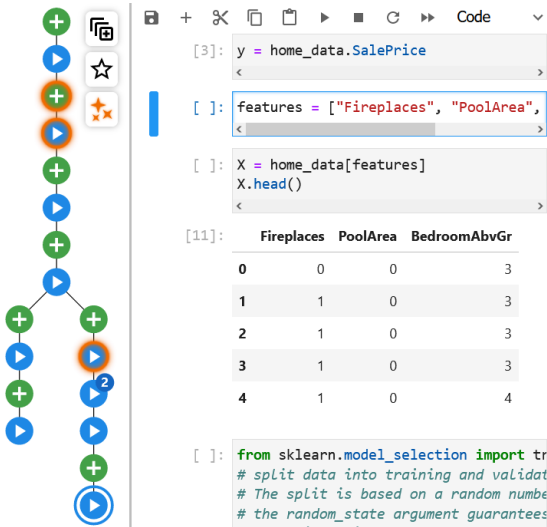 Code
[3]: y = home_data.SalePrice
[ ]: features = ["Fireplaces", "PoolArea",
[ ]: X = home_data[features]
X.head()
[11]: Fireplaces PoolArea BedroomAbvGr
0 0 0 3
1 1 0 3
2 1 0 3
3 1 0 3
4 1 0 4
2
[ ]: from sklearn.model_selection import tr
# split data into training and validat
# The split is based on a random numbe
# the random_state argument guarantees